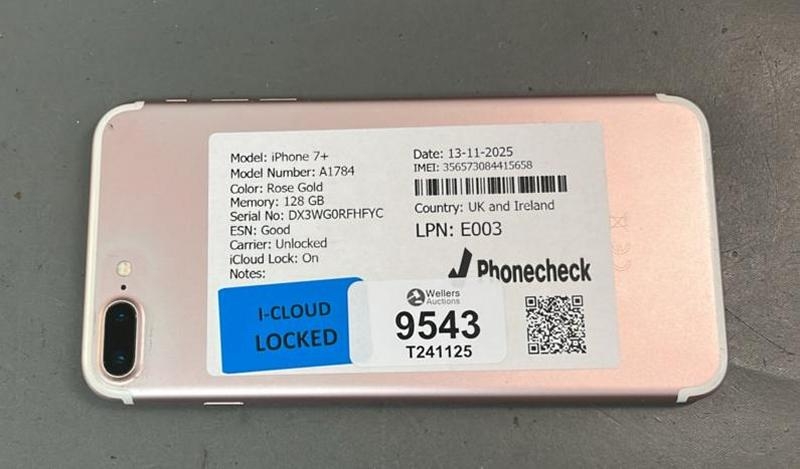 Model: iPhone 7+
Model Number: A1784
Color: Rose Gold
Memory: 128 GB
Serial No: DX3WG0RFHFYC
ESN: Good
Carrier: Unlocked
iCloud Lock: On
Notes:
Date: 13-11-2025
IMEI: 356573084415658
Country: UK and Ireland
LPN: E003
Phonecheck
I-CLOUD
LOCKED
Wellers
Auctions
9543
T241125